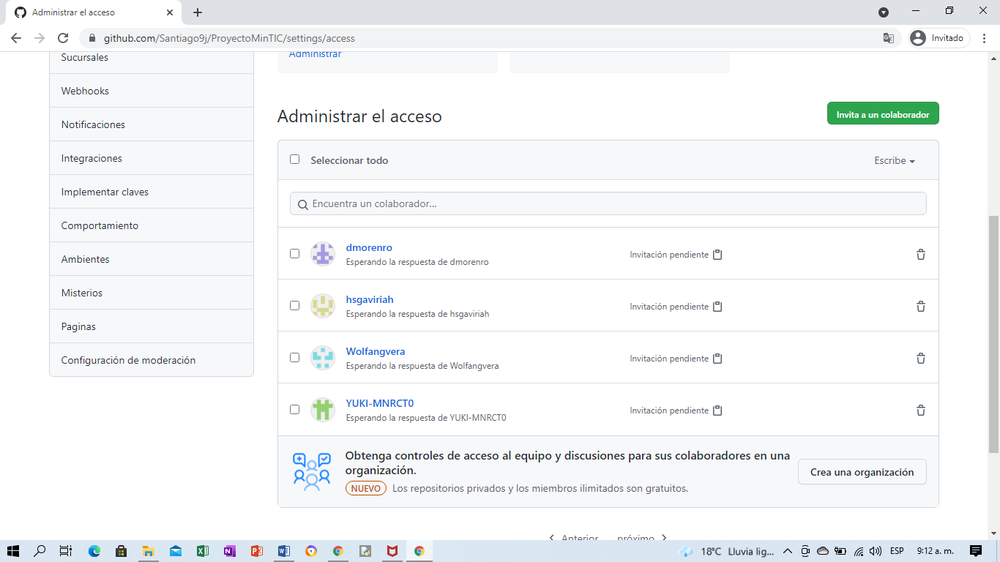 Administrar el acceso
github.com/Santiago9j/ProyectoMinTIC/settings/access
Invitado
Sucursales
Webhooks
Notificaciones
Integraciones
Implementar claves
Comportamiento
Ambientes
Misterios
Paginas
Configuración de moderación
Administrar
Administrar el acceso
Invita a un colaborador
Seleccionar todo
Escribe
Encuentra un colaborador...
dmorenro
Esperando la respuesta de dmorenro
Invitación pendiente
hsgaviriah
Esperando la respuesta de hsgaviriah
Invitación pendiente
Wolfangvera
Esperando la respuesta de Wolfangvera
Invitación pendiente
YUKI-MNRCT0
Esperando la respuesta de YUKI-MNRCT0
Invitación pendiente
Obtenga controles de acceso al equipo y discusiones para sus colaboradores en una
organización.
NUEVO Los repositorios privados y los miembros ilimitados son gratuitos.
Crea una organización
Anterior próximo
18°C Lluvia lig... ESP 9:12 a. m.